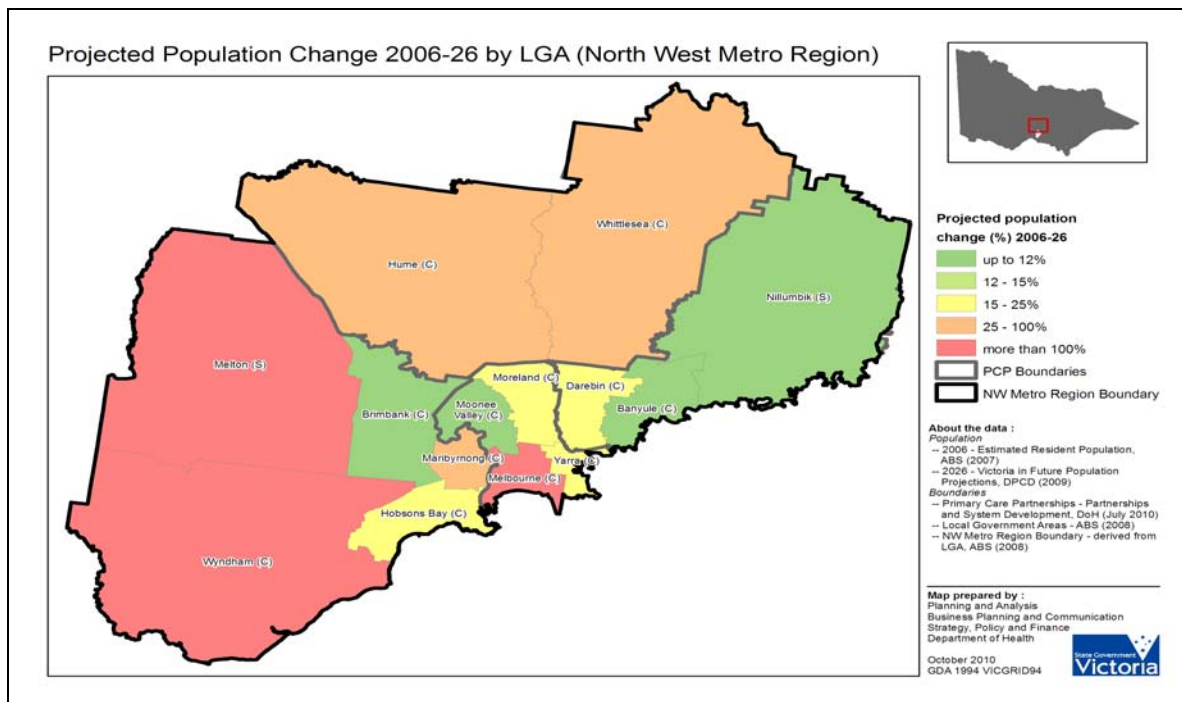 Projected Population Change 2006-26 by LGA (North West Metro Region)
Whittlesea (C)
Hume (C)
Nillumbik (S)
Melton (S)
Moreland (C)
Darebin (C)
Brimbank (C)
Moonee
Valley (C)
Banyule (C)
Maribyrnong (C)
Yarra (C)
Melbourne (C)
Hobsons Bay (C)
Wyndham (C)
Projected population
change (%) 2006-26
up to 12%
12 - 15%
15 - 25%
25 - 100%
more than 100%
PCP Boundaries
NW Metro Region Boundary
About the data :
Population
-- 2006 - Estimated Resident Population,
ABS (2007)
-- 2026 - Victoria in Future Population
Projections, DPCD (2009)
Boundaries
-- Primary Care Partnerships - Partnerships
and System Development, DoH (July 2010)
-- Local Government Areas - ABS (2008)
-- NW Metro Region Boundary - derived from
LGA, ABS (2008)
Map prepared by :
Planning and Analysis
Business Planning and Communication
Strategy, Policy and Finance
Department of Health
October 2010
GDA 1994 VICGRID94
State Government
Victoria